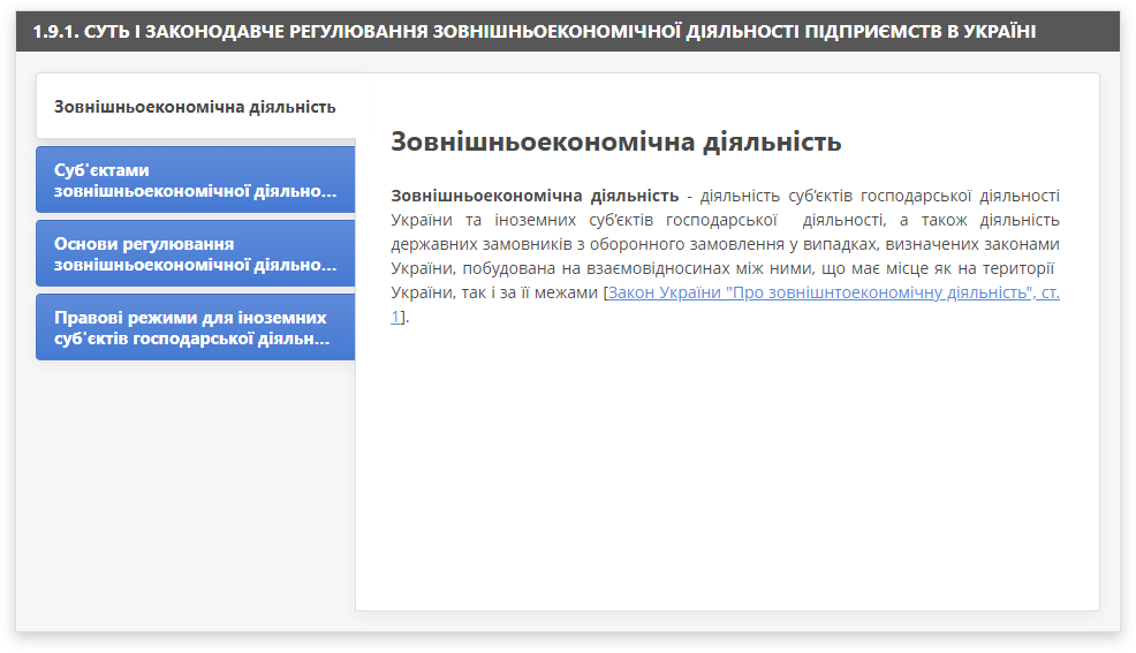 1.9.1. СУТЬ І ЗАКОНОДАВЧЕ РЕГУЛЮВАННЯ ЗОВНІШНЬОЕКОНОМІЧНОЇ ДІЯЛЬНОСТІ ПІДПРИЄМСТВ В УКРАЇНІ
Зовнішньоекономічна діяльність
Суб'єктами
зовнішньоекономічної діяльно...
Основи регулювання
зовнішньоекономічної діяльно...
Правові режими для іноземних
суб'єктів господарської діяльн...
Зовнішньоекономічна діяльність
Зовнішньоекономічна діяльність - діяльність суб’єктів господарської діяльності
України та іноземних суб’єктів господарської діяльності, а також діяльність
державних замовників з оборонного замовлення у випадках, визначених законами
України, побудована на взаємовідносинах між ними, що має місце як на території
України, так і за її межами [Закон України "Про зовнішнтоекономічну діяльність", ст.
1].